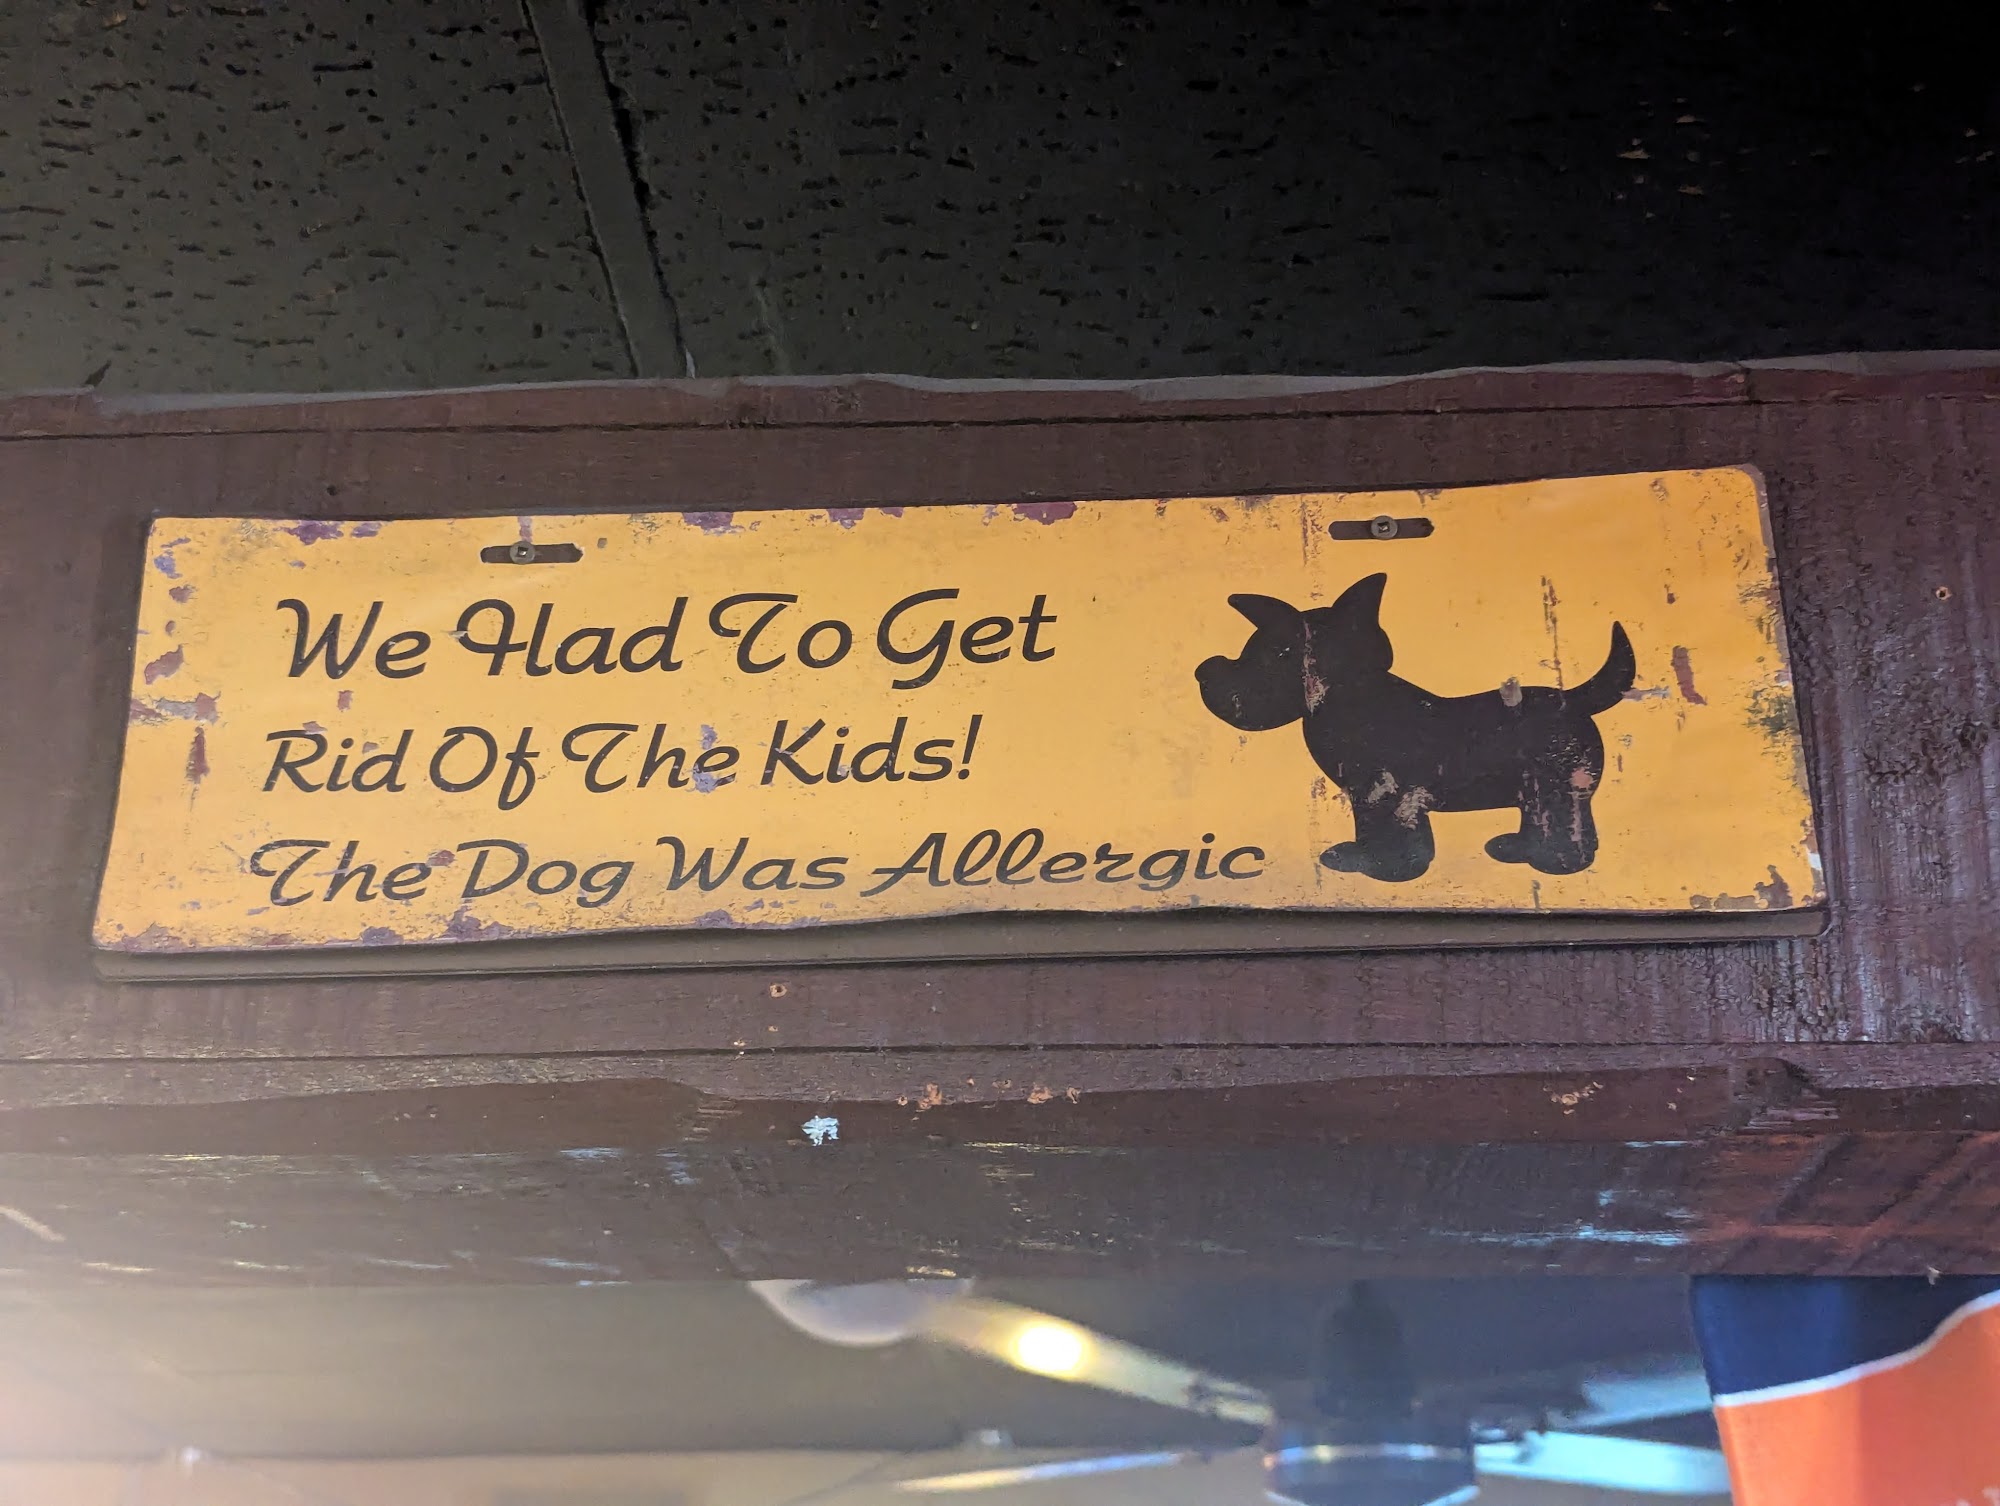 We Had To Get
Rid Of The Kids!
The Dog Was Allergic